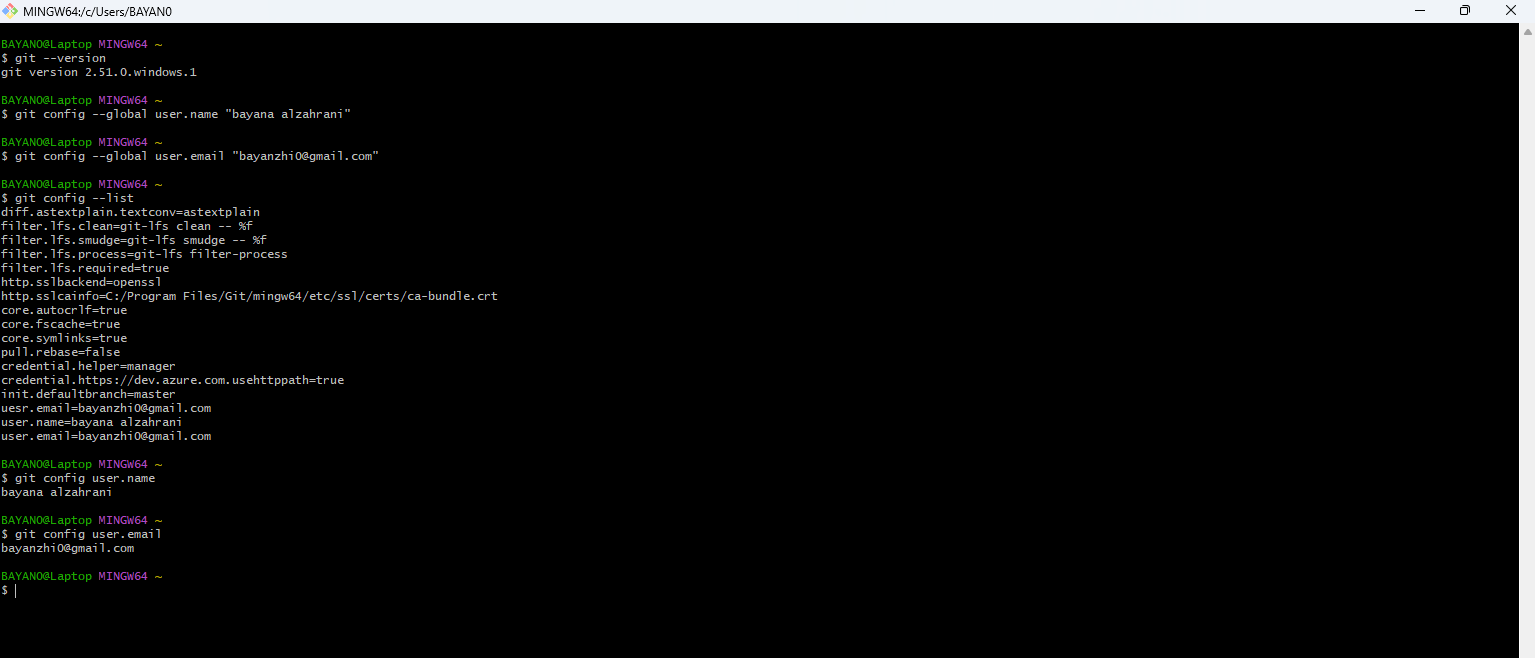 MINGW64:/c/Users/BAYAN0
BAYAN0@Laptop MINGW64 ~
$ git --version
git version 2.51.0.windows.1
BAYAN0@Laptop MINGW64 ~
$ git config --global user.name "bayana alzahrani"
BAYAN0@Laptop MINGW64 ~
$ git config --global user.email "bayanzhi0@gmail.com"
BAYAN0@Laptop MINGW64 ~
$ git config --list
diff.astextplain.textconv=astextplain
filter.lfs.clean=git-lfs clean -- %f
filter.lfs.smudge=git-lfs smudge -- %f
filter.lfs.process=git-lfs filter-process
filter.lfs.required=true
http.sslbackend=openssl
http.sslcainfo=C:/Program Files/Git/mingw64/etc/ssl/certs/ca-bundle.crt
core.autocrlf=true
core.fscache=true
core.symlinks=true
pull.rebase=false
credential.helper=manager
credential.https://dev.azure.com.usehttppath=true
init.defaultbranch=master
uesr.email=bayanzhi0@gmail.com
user.name=bayana alzahrani
user.email=bayanzhi0@gmail.com
BAYAN0@Laptop MINGW64 ~
$ git config user.name
bayana alzahrani
BAYAN0@Laptop MINGW64 ~
$ git config user.email
bayanzhi0@gmail.com
BAYAN0@Laptop MINGW64 ~
$